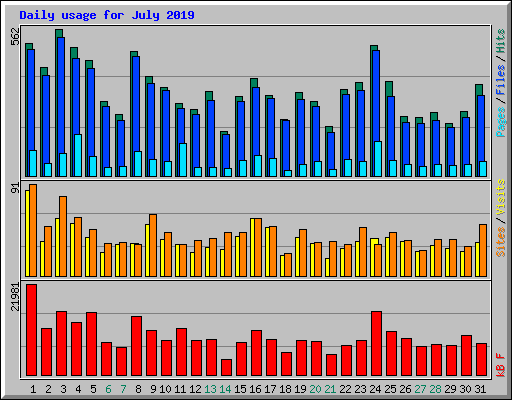 Daily usage for July 2019
562
Pages / Files / Hits
91
Sites / Visits
21981
kB F
1 2 3 4 5 6 7 8 9 10 11 12 13 14 15 16 17 18 19 20 21 22 23 24 25 26 27 28 29 30 31